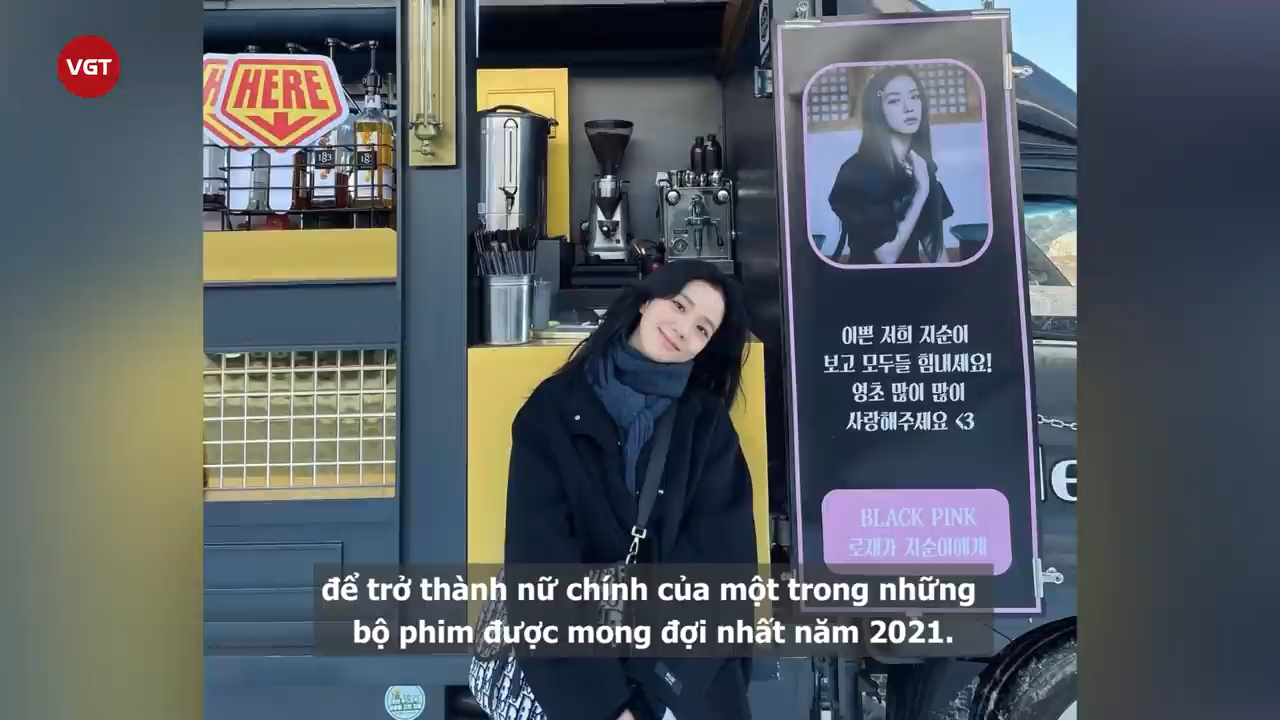 VGT
HERE
183
183
이쁜 저희 지순이
보고 모두들 힘내세요!
영초 많이 많이
사랑해주세요 <3
BLACK PINK
로재가 지순이에게
để trở thành nữ chính của một trong những
bộ phim được mong đợi nhất năm 2021.